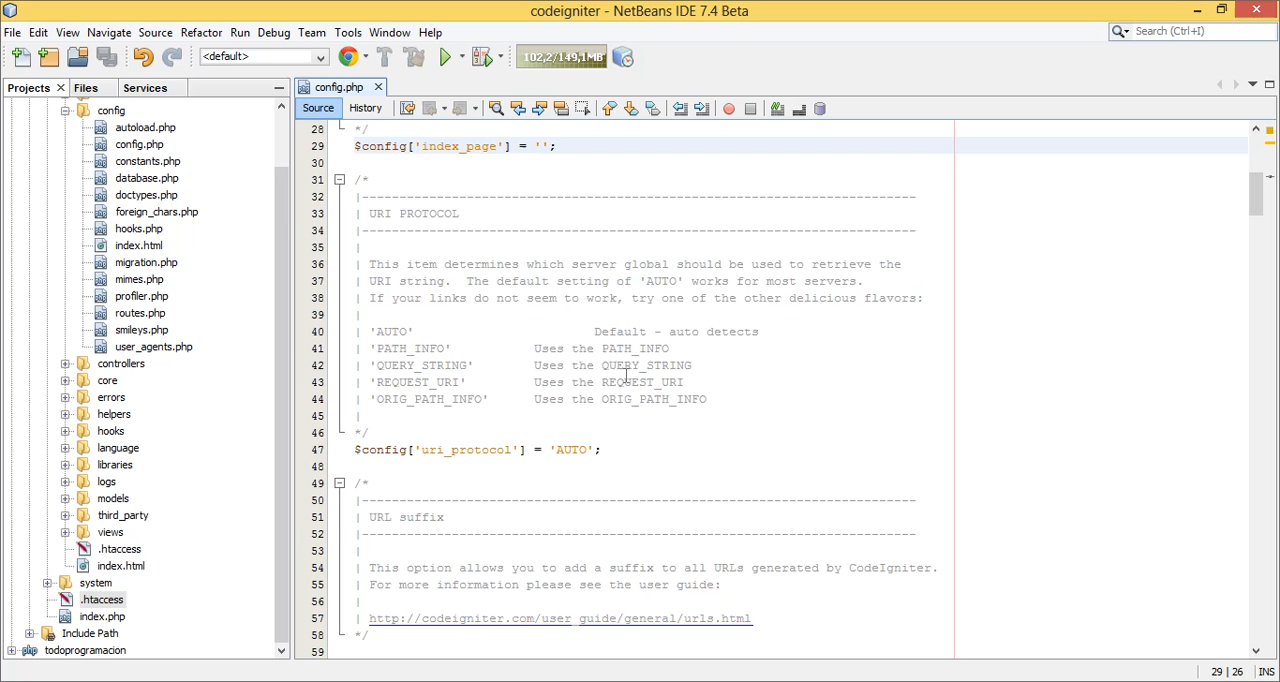 codeigniter - NetBeans IDE 7.4 Beta
File Edit View Navigate Source Refactor Run Debug Team Tools Window Help
Search (Ctrl+I)
<default>
102,2/149,1MB
Projects Files Services
config.php
Source History
config
autoload.php
config.php
constants.php
database.php
doctypes.php
foreign_chars.php
hooks.php
index.html
migration.php
mimes.php
profiler.php
routes.php
smileys.php
user_agents.php
controllers
core
errors
helpers
hooks
language
libraries
logs
models
third_party
views
.htaccess
index.html
system
.htaccess
index.php
Include Path
todoprogramacion
28 */
29 $config['index_page'] = '';
30
31 /*
32 |--------------------------------------------------------------------------
33 | URI PROTOCOL
34 |--------------------------------------------------------------------------
35 |
36 | This item determines which server global should be used to retrieve the
37 | URI string.  The default setting of 'AUTO' works for most servers.
38 | If your links do not seem to work, try one of the other delicious flavors:
39 |
40 | 'AUTO' Default - auto detects
41 | 'PATH_INFO' Uses the PATH_INFO
42 | 'QUERY_STRING' Uses the QUERY_STRING
43 | 'REQUEST_URI' Uses the REQUEST_URI
44 | 'ORIG_PATH_INFO' Uses the ORIG_PATH_INFO
45 |
46 */
47 $config['uri_protocol'] = 'AUTO';
48
49 /*
50 |--------------------------------------------------------------------------
51 | URL suffix
52 |--------------------------------------------------------------------------
53 |
54 | This option allows you to add a suffix to all URLs generated by CodeIgniter.
55 | For more information please see the user guide:
56 |
57 | http://codeigniter.com/user_guide/general/urls.html
58 */
59
29 | 26 INS